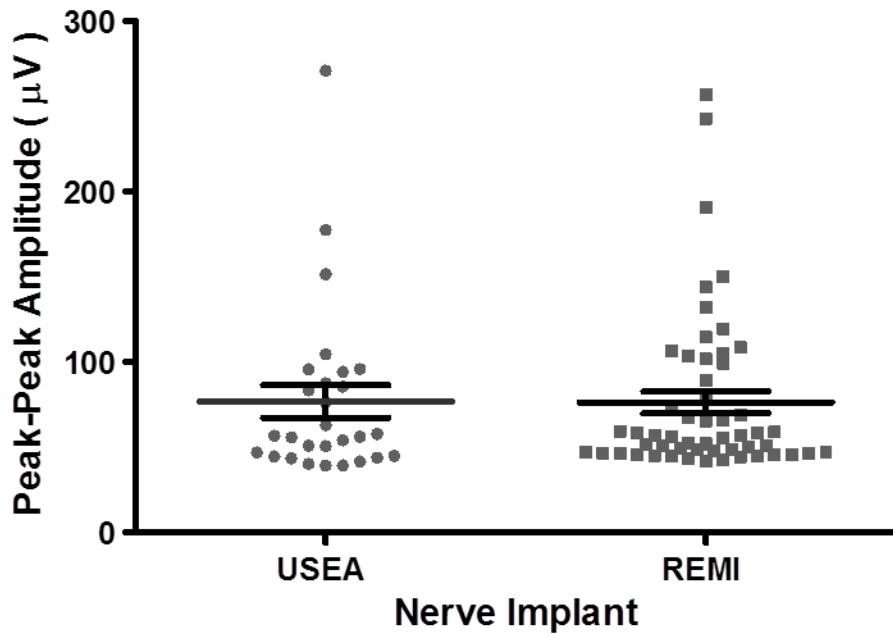 Peak-Peak Amplitude ( μV )
300
200
100
0
USEA REMI
Nerve Implant